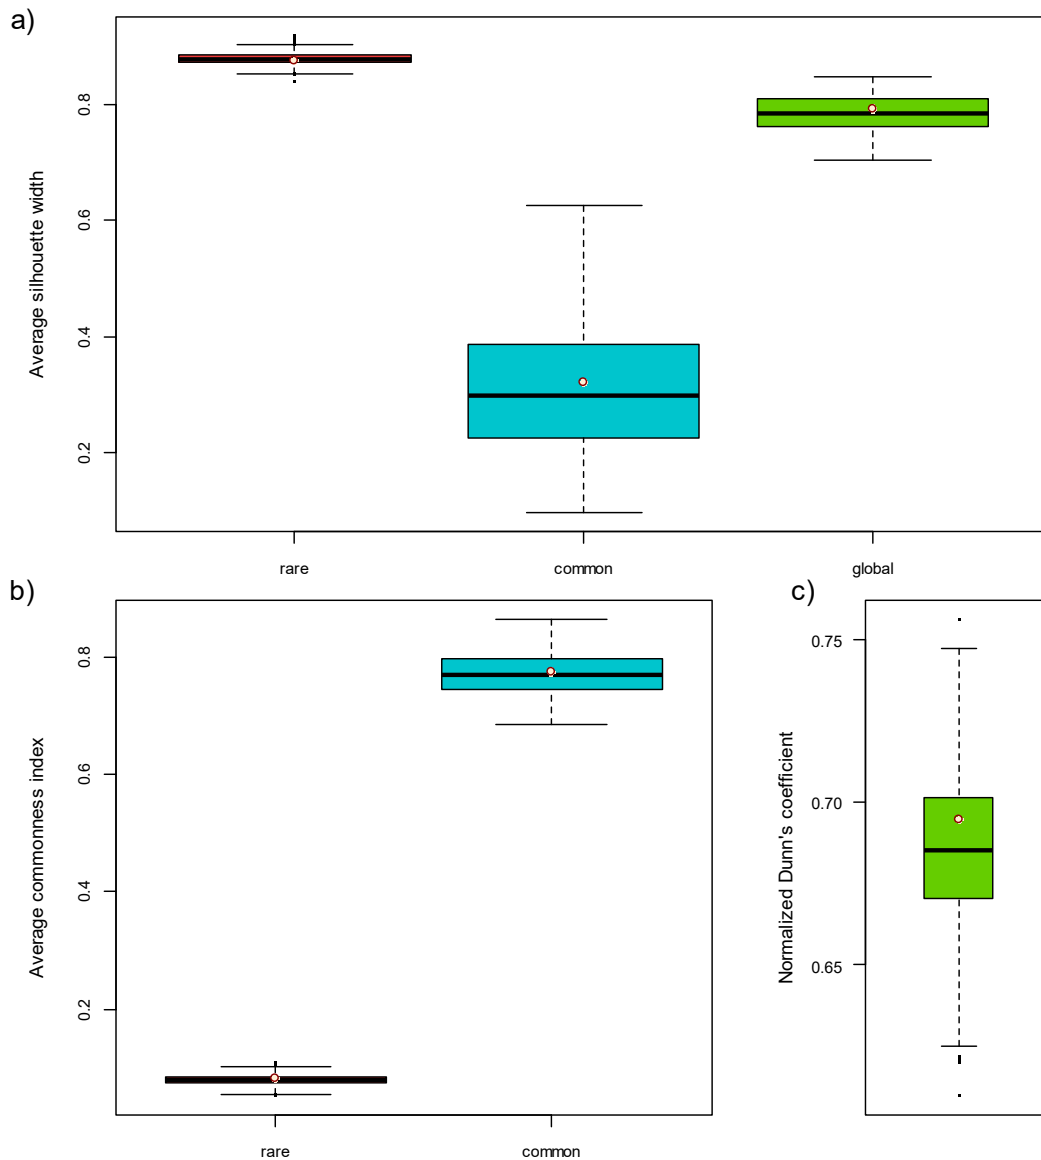 a)
Average silhouette width
0.8
0.6
0.4
0.2
rare common global
b)
c)
Average commonness index
0.8
0.6
0.4
0.2
rare common
Normalized Dunn's coefficient
0.75
0.70
0.65